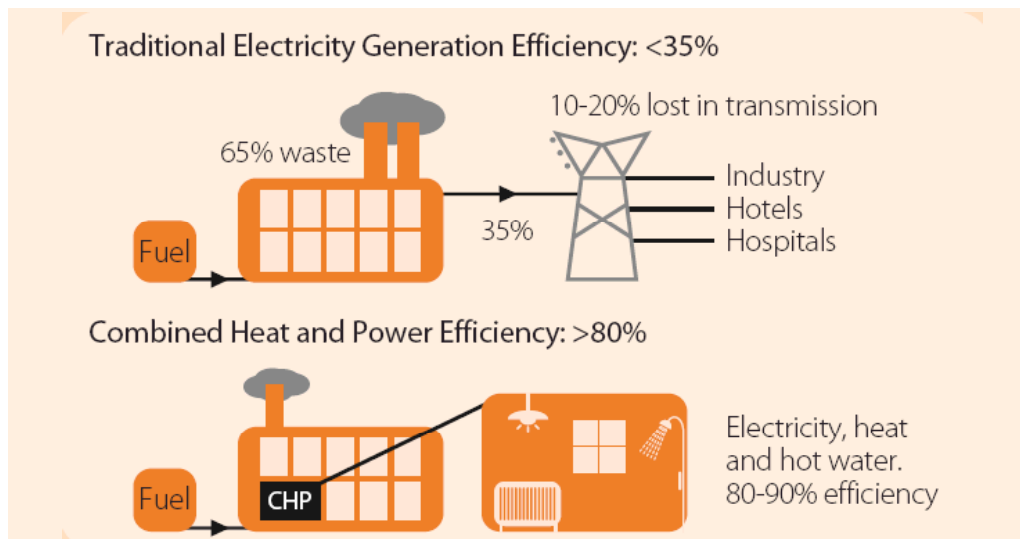 Traditional Electricity Generation Efficiency: <35%
10-20% lost in transmission
65% waste
Industry
35%
Hotels
Hospitals
Fuel
Combined Heat and Power Efficiency: >80%
Electricity, heat
and hot water.
80-90% efficiency
Fuel
CHP